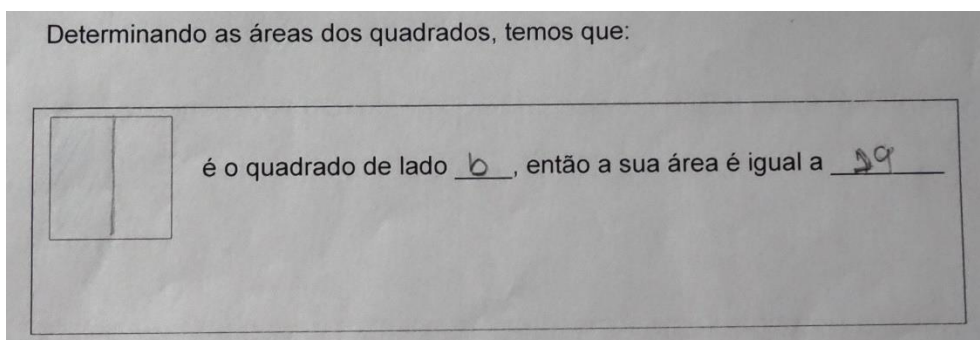 Determinando as áreas dos quadrados, temos que:
é o quadrado de lado b, então a sua área é igual a